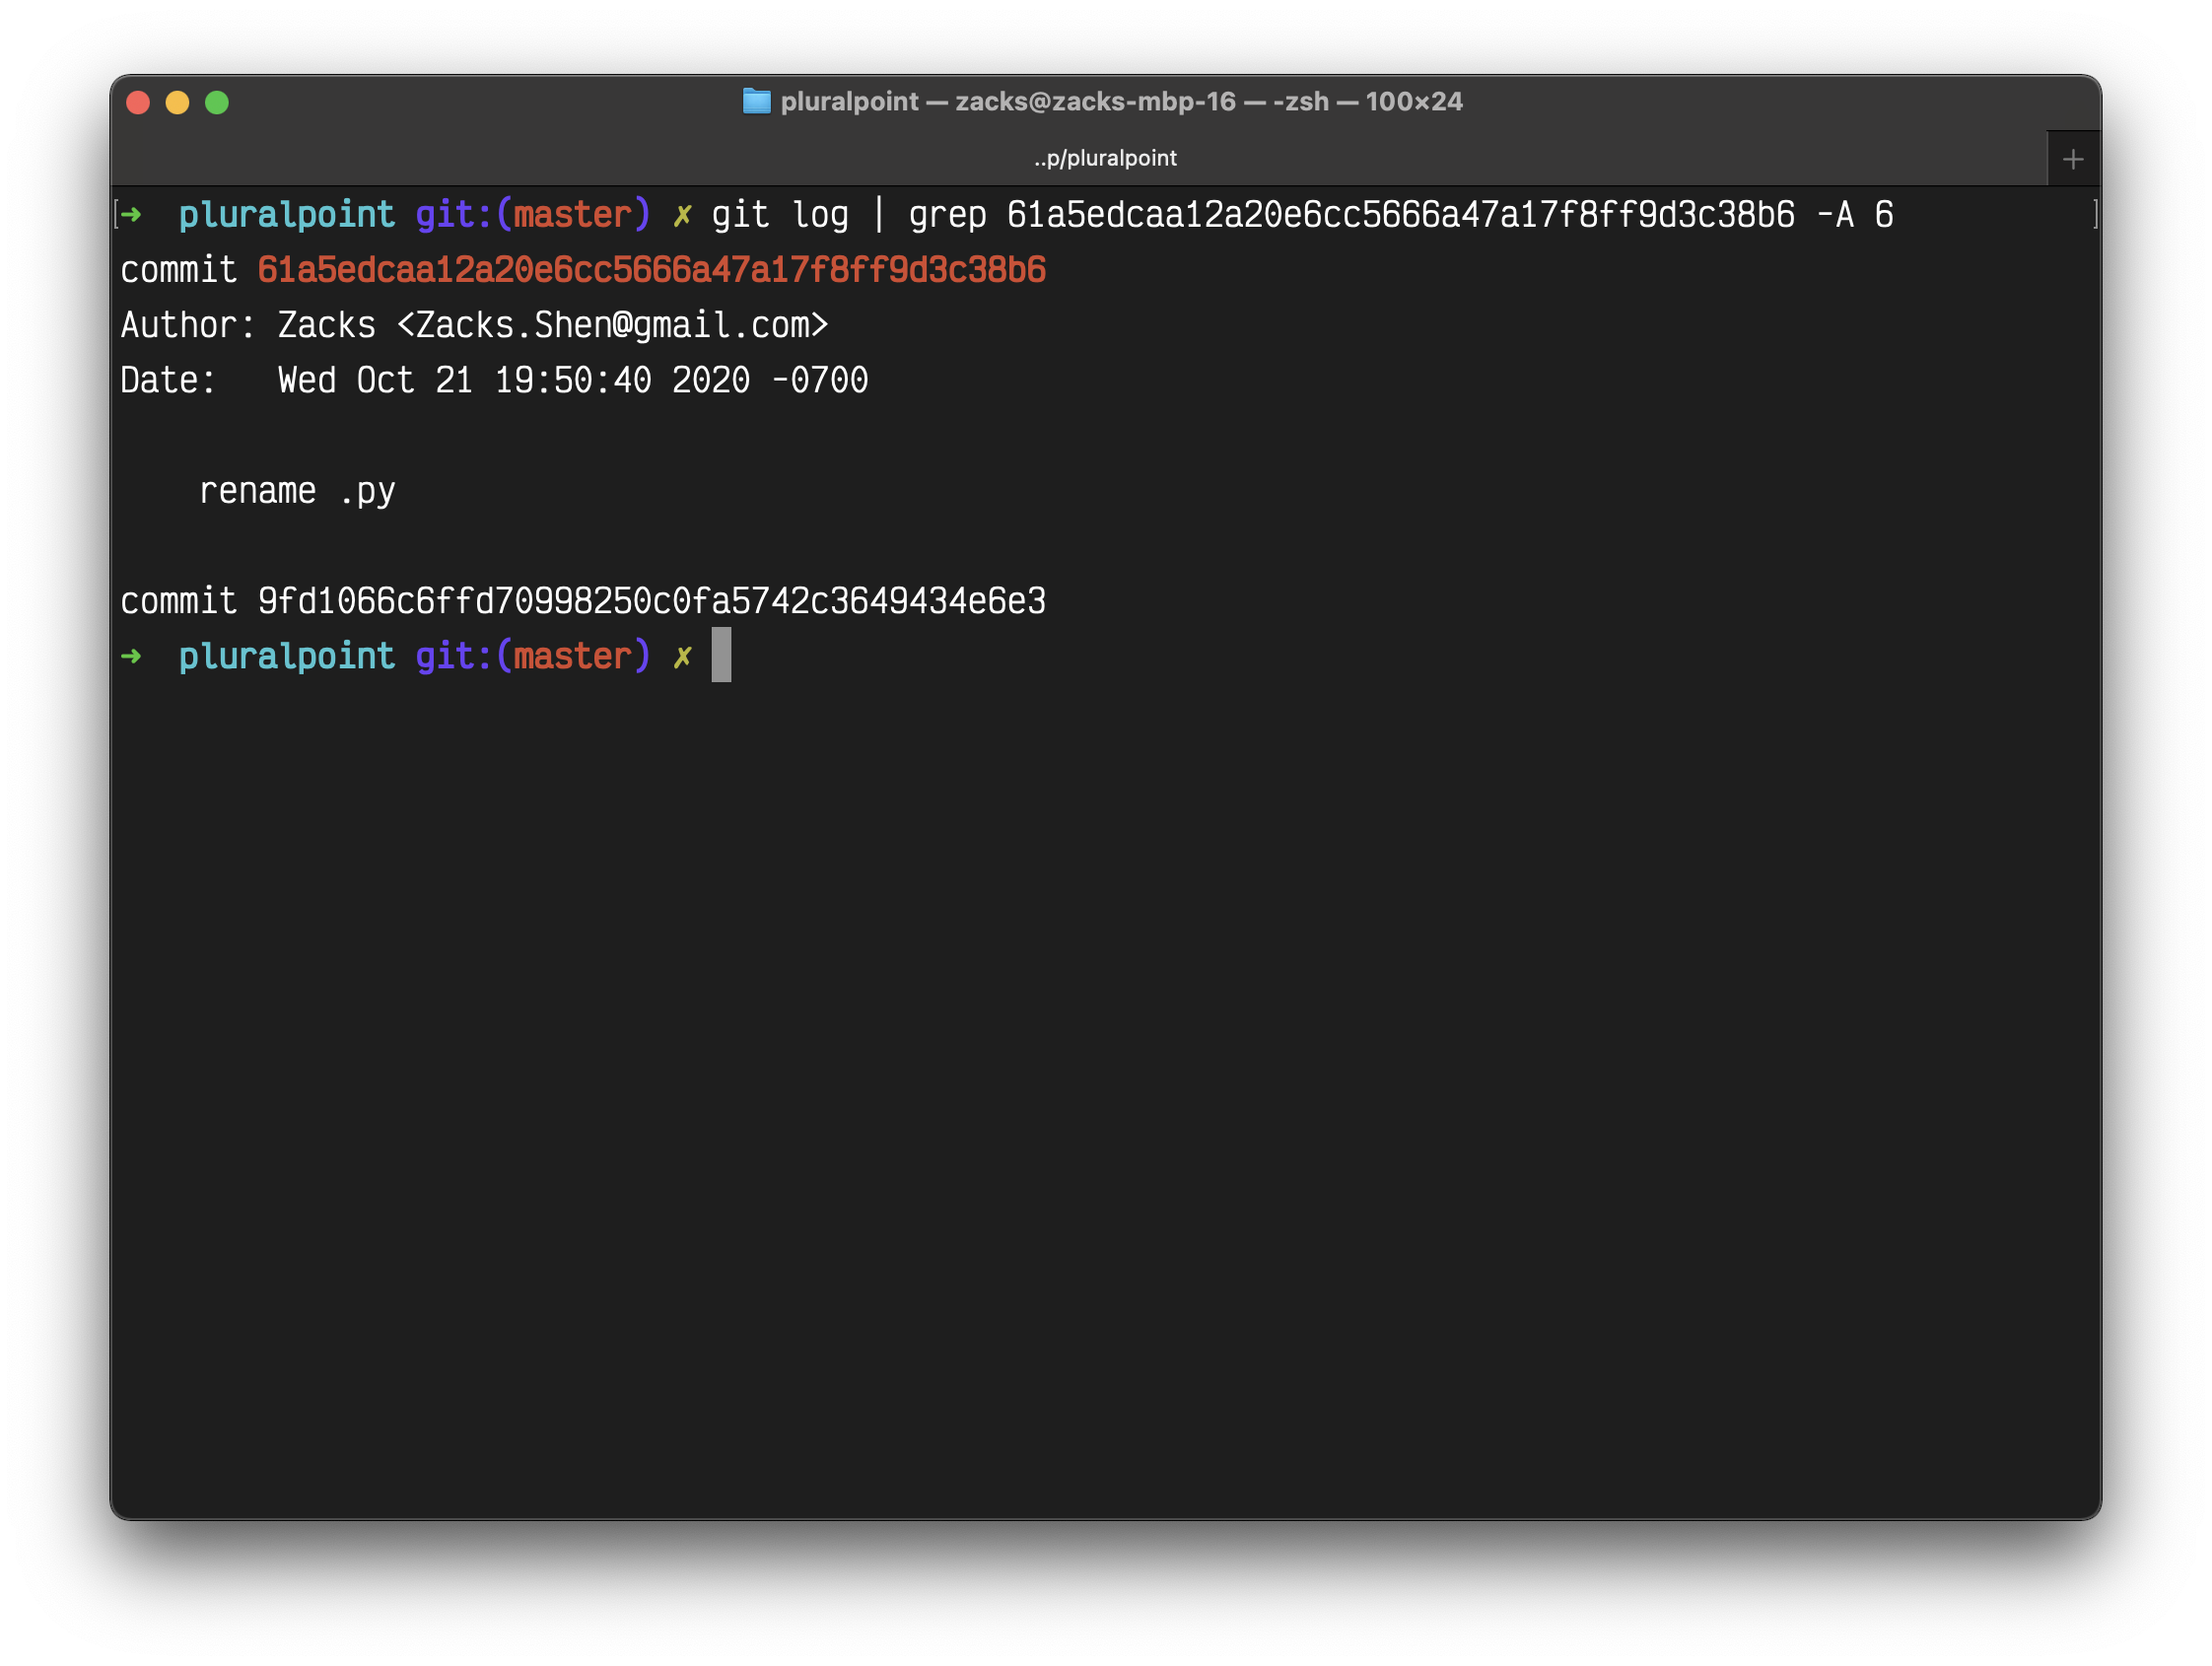 pluralpoint — zacks@zacks-mbp-16 — -zsh — 100×24
..p/pluralpoint
[➜  pluralpoint git:(master) ✗ git log | grep 61a5edcaa12a20e6cc5666a47a17f8ff9d3c38b6 -A 6 ]
commit 61a5edcaa12a20e6cc5666a47a17f8ff9d3c38b6
Author: Zacks <Zacks.Shen@gmail.com>
Date:   Wed Oct 21 19:50:40 2020 -0700
    rename .py
commit 9fd1066c6ffd70998250c0fa5742c3649434e6e3
➜  pluralpoint git:(master) ✗